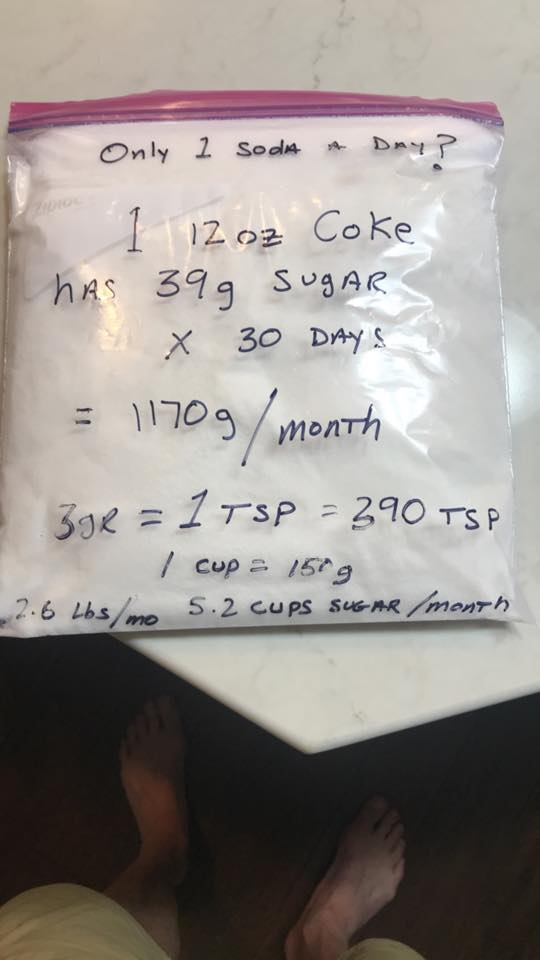 Only 1 Soda A Day?
1 12oz Coke
has 39g Sugar
x 30 Days
= 1170g/month
3gr = 1 TSP = 390 TSP
1 cup = 150g
2.6 Lbs/mo 5.2 cups sugar/month